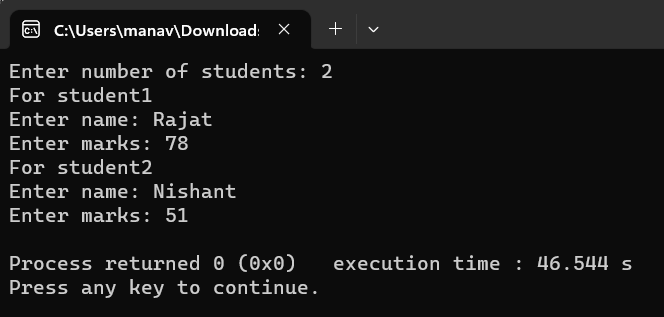 C:\Users\manav\Download:
Enter number of students: 2
For student1
Enter name: Rajat
Enter marks: 78
For student2
Enter name: Nishant
Enter marks: 51
Process returned 0 (0x0)   execution time : 46.544 s
Press any key to continue.